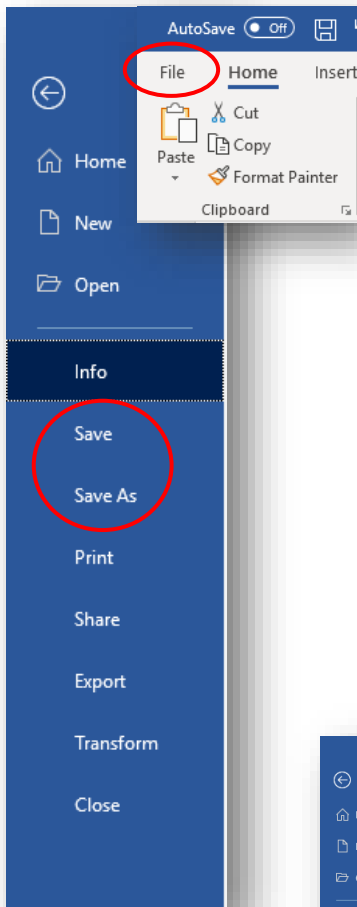 AutoSave Off
File Home Insert
Cut
Copy
Paste
Format Painter
Clipboard
Home
New
Open
Info
Save
Save As
Print
Share
Export
Transform
Close